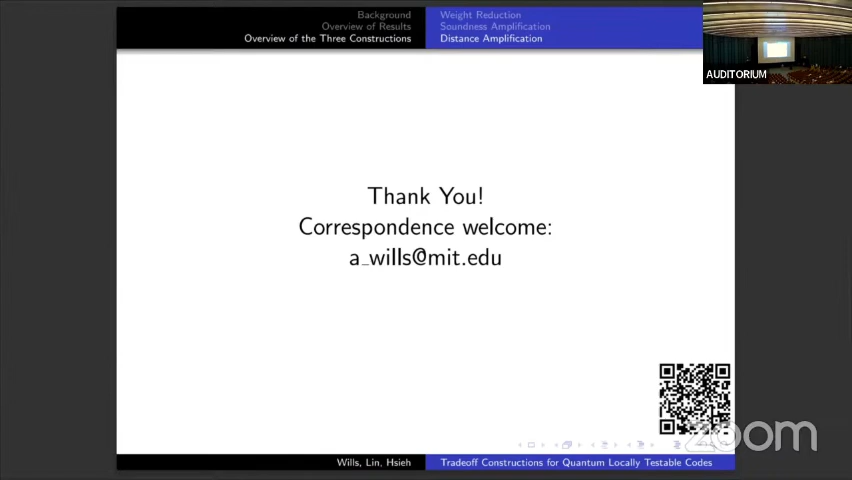 Background
Overview of Results
Overview of the Three Constructions
Weight Reduction
Soundness Amplification
Distance Amplification
AUDITORIUM
Thank You!
Correspondence welcome:
a_wills@mit.edu
zoom
Wills, Lin, Hsieh
Tradeoff Constructions for Quantum Locally Testable Codes